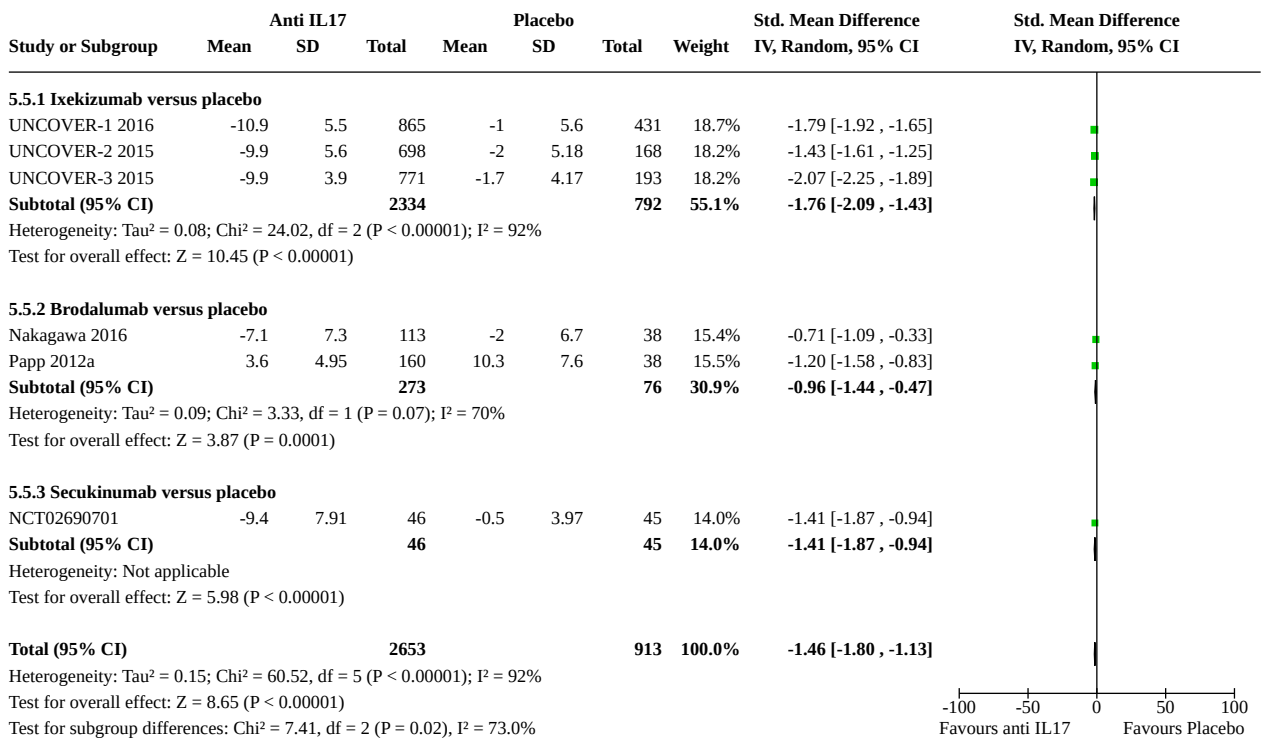 Anti IL17 Placebo Std. Mean Difference Std. Mean Difference
Study or Subgroup Mean SD Total Mean SD Total Weight IV, Random, 95% CI IV, Random, 95% CI
5.5.1 Ixekizumab versus placebo
UNCOVER-1 2016 -10.9 5.5 865 -1 5.6 431 18.7% -1.79 [-1.92 , -1.65]
UNCOVER-2 2015 -9.9 5.6 698 -2 5.18 168 18.2% -1.43 [-1.61 , -1.25]
UNCOVER-3 2015 -9.9 3.9 771 -1.7 4.17 193 18.2% -2.07 [-2.25 , -1.89]
Subtotal (95% CI) 2334 792 55.1% -1.76 [-2.09 , -1.43]
Heterogeneity: Tau² = 0.08; Chi² = 24.02, df = 2 (P < 0.00001); I² = 92%
Test for overall effect: Z = 10.45 (P < 0.00001)
5.5.2 Brodalumab versus placebo
Nakagawa 2016 -7.1 7.3 113 -2 6.7 38 15.4% -0.71 [-1.09 , -0.33]
Papp 2012a 3.6 4.95 160 10.3 7.6 38 15.5% -1.20 [-1.58 , -0.83]
Subtotal (95% CI) 273 76 30.9% -0.96 [-1.44 , -0.47]
Heterogeneity: Tau² = 0.09; Chi² = 3.33, df = 1 (P = 0.07); I² = 70%
Test for overall effect: Z = 3.87 (P = 0.0001)
5.5.3 Secukinumab versus placebo
NCT02690701 -9.4 7.91 46 -0.5 3.97 45 14.0% -1.41 [-1.87 , -0.94]
Subtotal (95% CI) 46 45 14.0% -1.41 [-1.87 , -0.94]
Heterogeneity: Not applicable
Test for overall effect: Z = 5.98 (P < 0.00001)
Total (95% CI) 2653 913 100.0% -1.46 [-1.80 , -1.13]
Heterogeneity: Tau² = 0.15; Chi² = 60.52, df = 5 (P < 0.00001); I² = 92%
Test for overall effect: Z = 8.65 (P < 0.00001)
-100 -50 0 50 100
Test for subgroup differences: Chi² = 7.41, df = 2 (P = 0.02), I² = 73.0% Favours anti IL17 Favours Placebo